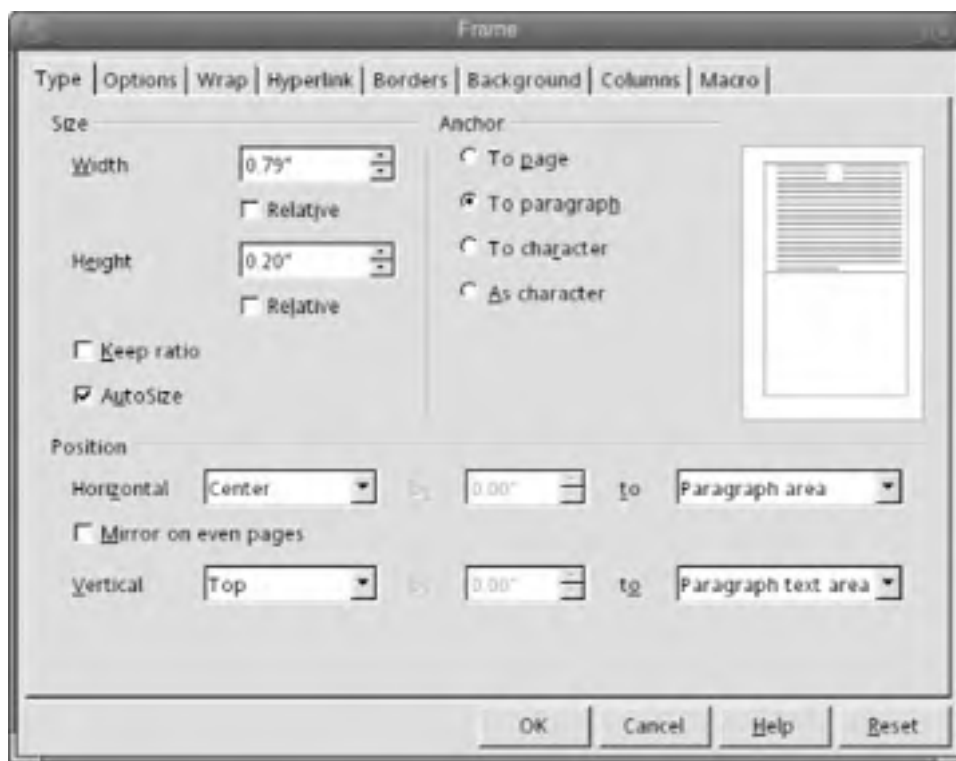 Frame
Type Options Wrap Hyperlink Borders Background Columns Macro
Size
Width 0.79"
Relative
Height 0.20"
Relative
Keep ratio
AutoSize
Anchor
To page
To paragraph
To character
As character
Position
Horizontal Center by 0.00" to Paragraph area
Mirror on even pages
Vertical Top by 0.00" to Paragraph text area
OK Cancel Help Reset